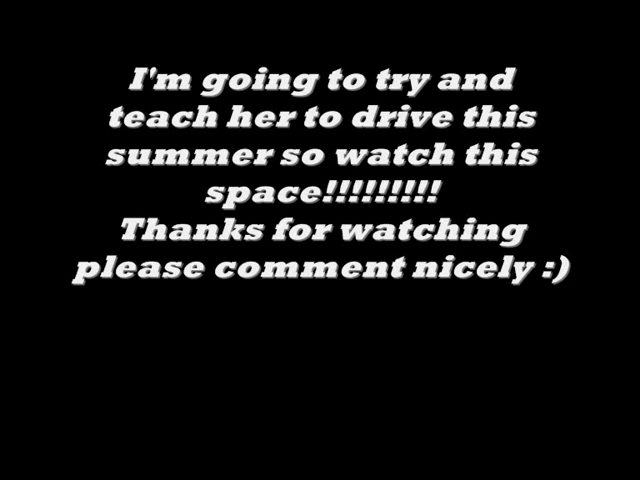 I'm going to try and
teach her to drive this
summer so watch this
space!!!!!!!!!
Thanks for watching
please comment nicely :)